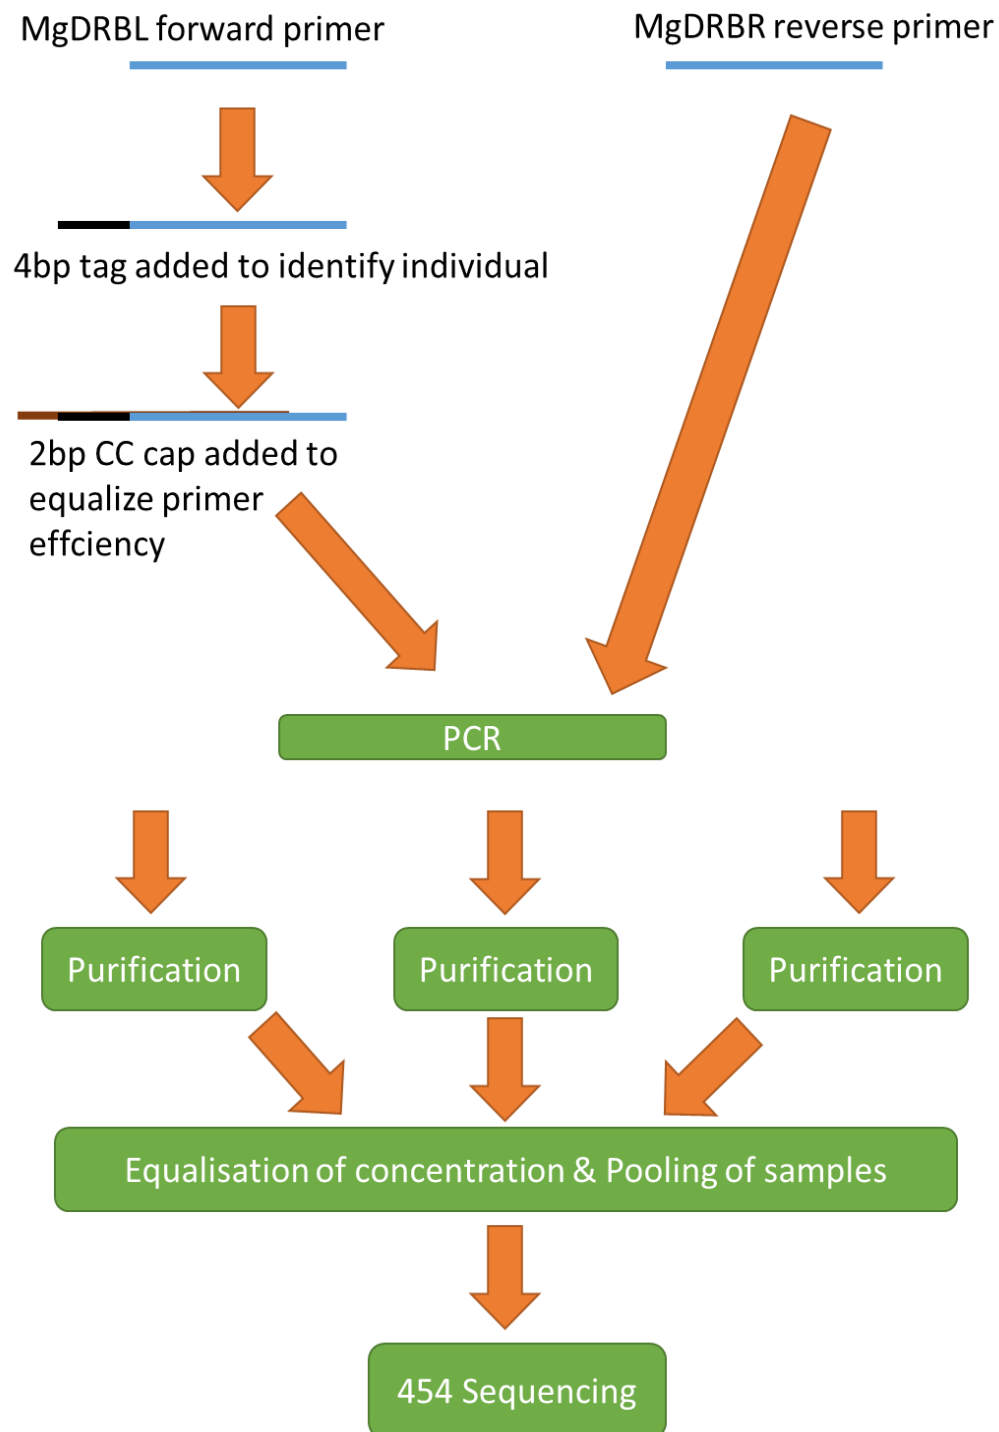 MgDRBL forward primer
MgDRBR reverse primer
4bp tag added to identify individual
2bp CC cap added to
equalize primer
effciency
PCR
Purification
Purification
Purification
Equalisation of concentration & Pooling of samples
454 Sequencing